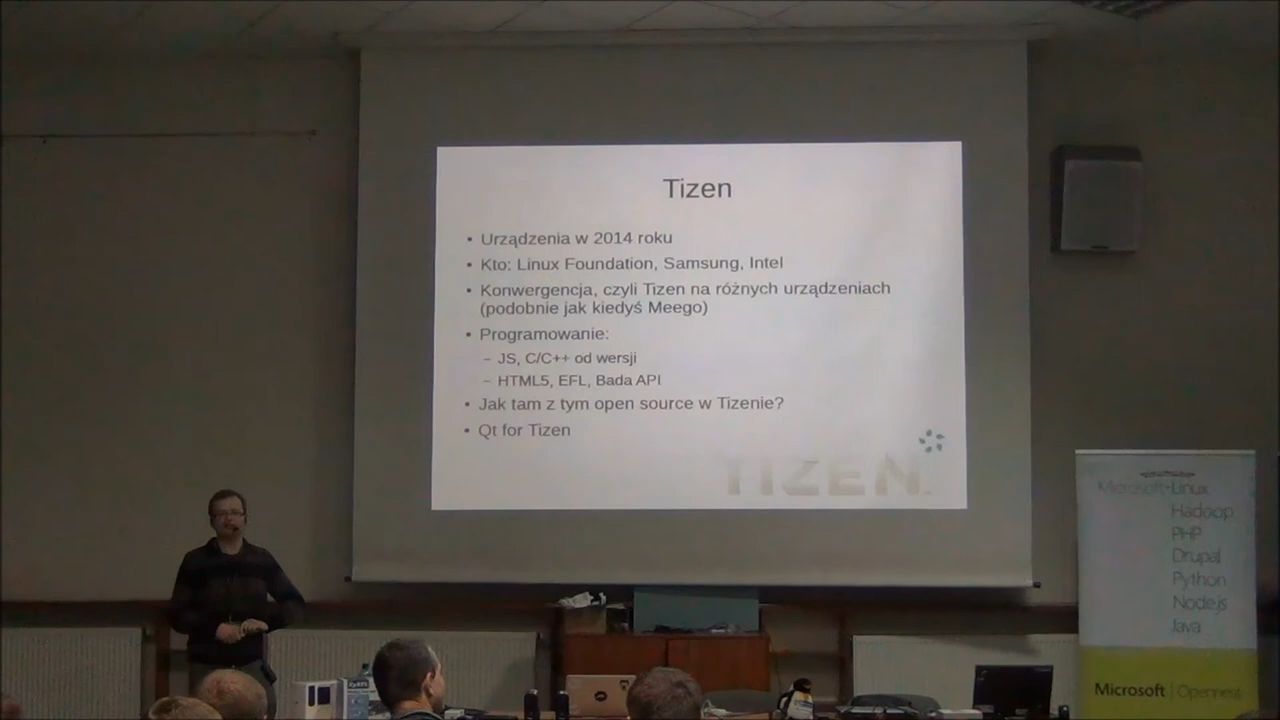 Tizen
• Urządzenia w 2014 roku
• Kto: Linux Foundation, Samsung, Intel
• Konwergencja, czyli Tizen na różnych urządzeniach
(podobnie jak kiedyś Meego)
• Programowanie:
– JS, C/C++ od wersji
– HTML5, EFL, Bada API
• Jak tam z tym open source w Tizenie?
• Qt for Tizen
TIZEN
Microsoft+Linux
Hadoop
PHP
Drupal
Python
Nodejs
Java
Microsoft | Openness
ZyXEL